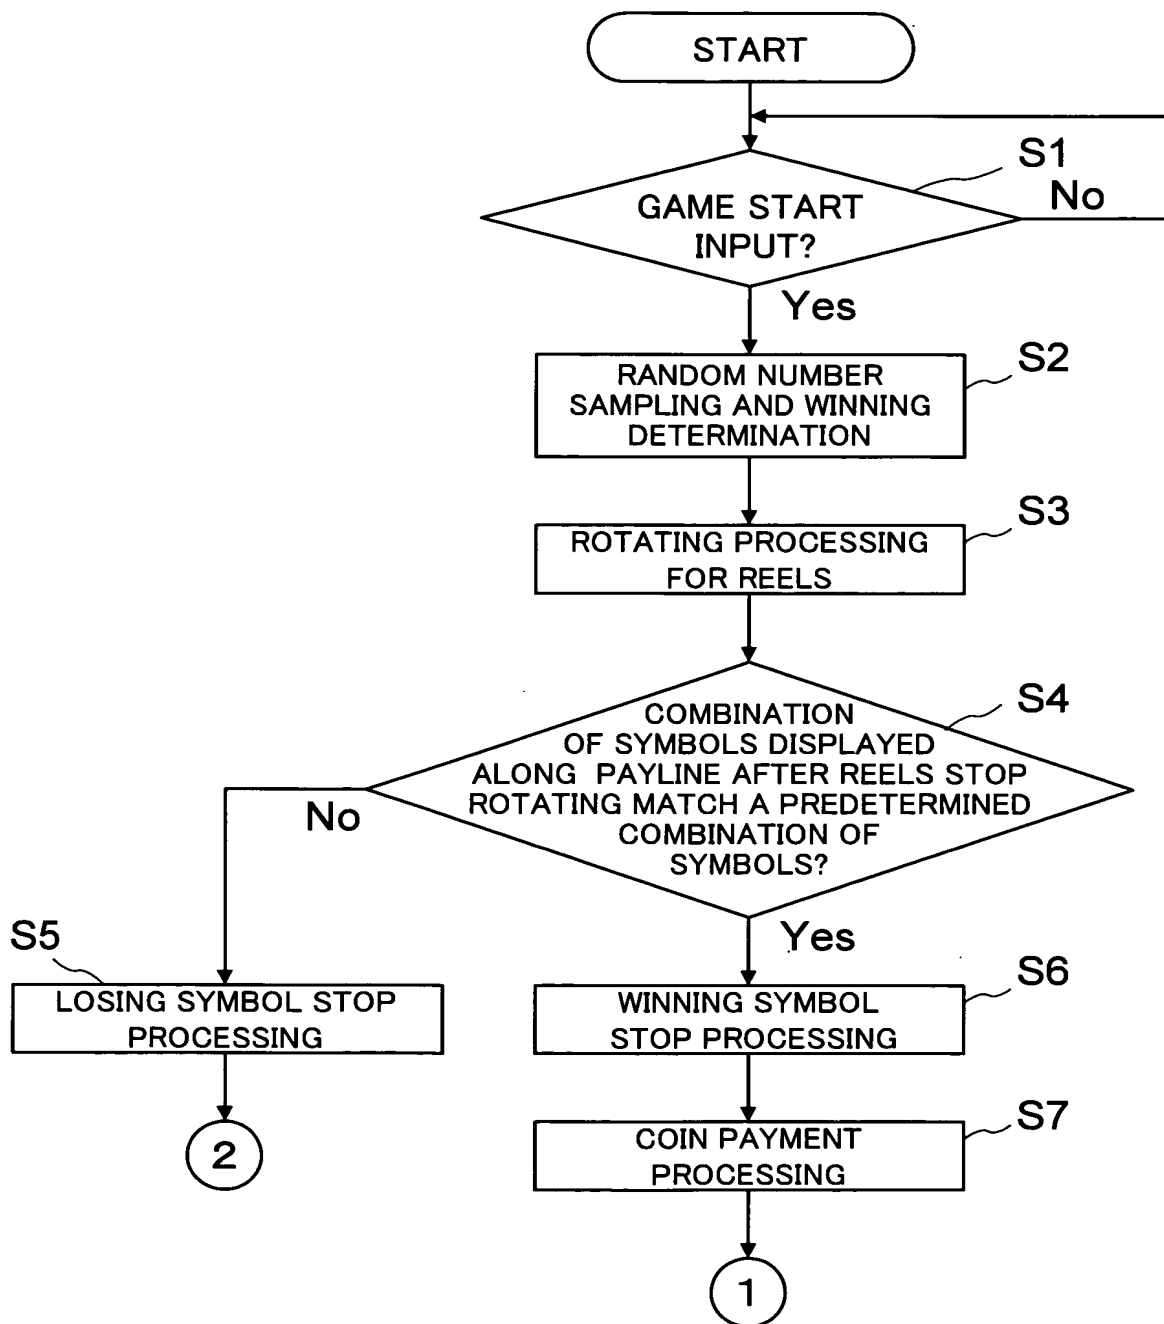 START
S1
No
GAME START
INPUT?
Yes
S2
RANDOM NUMBER
SAMPLING AND WINNING
DETERMINATION
S3
ROTATING PROCESSING
FOR REELS
S4
COMBINATION
OF SYMBOLS DISPLAYED
ALONG PAYLINE AFTER REELS STOP
ROTATING MATCH A PREDETERMINED
COMBINATION OF
SYMBOLS?
No
Yes
S5
LOSING SYMBOL STOP
PROCESSING
2
S6
WINNING SYMBOL
STOP PROCESSING
S7
COIN PAYMENT
PROCESSING
1